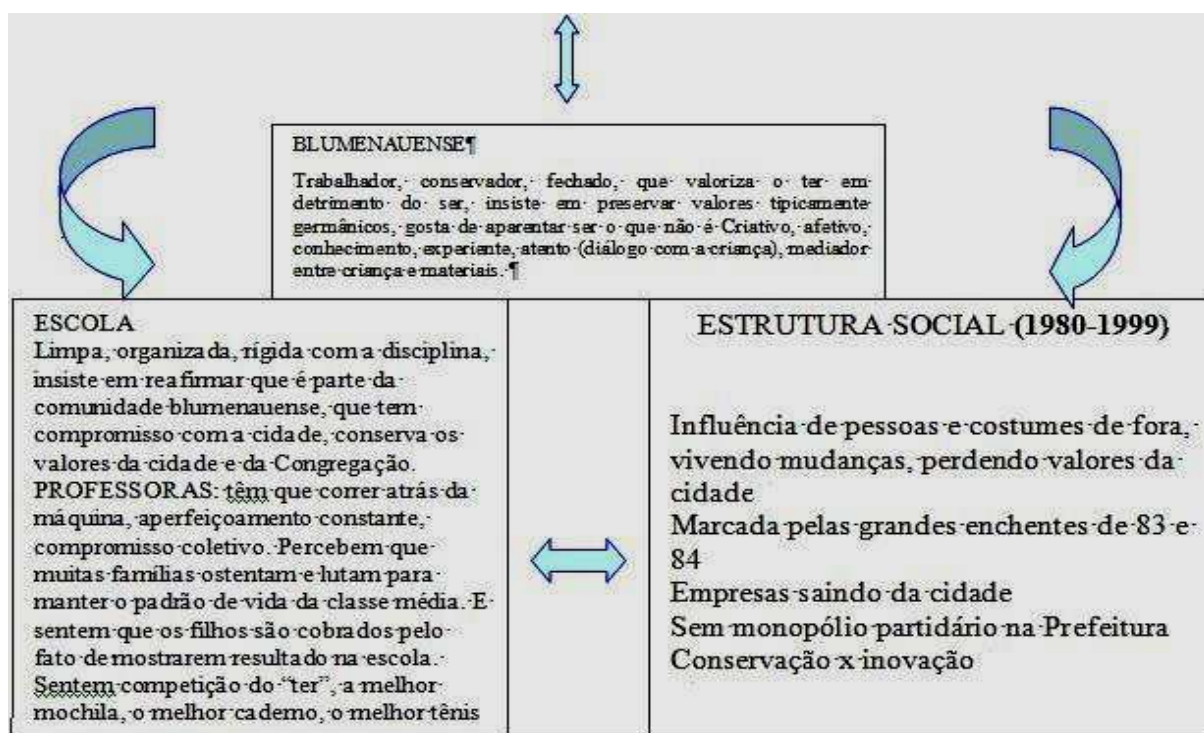 BLUMENAUENSE¶
Trabalhador, conservador, fechado, que valoriza o ter em
detrimento do ser, insiste em preservar valores tipicamente
germânicos, gosta de aparentar ser o que não é Criativo, afetivo,
conhecimento, experiente, atento (diálogo com a criança), mediador
entre criança e materiais. ¶
ESCOLA
Limpa, organizada, rígida com a disciplina,
insiste em reafirmar que é parte da
comunidade blumenauense, que tem
compromisso com a cidade, conserva os
valores da cidade e da Congregação.
PROFESSORAS: têm que correr atrás da
máquina, aperfeiçoamento constante,
compromisso coletivo. Percebem que
muitas famílias ostentam e lutam para
manter o padrão de vida da classe média. E
sentem que os filhos são cobrados pelo
fato de mostrarem resultado na escola.
Sentem competição do “ter”, a melhor
mochila, o melhor caderno, o melhor tênis
ESTRUTURA SOCIAL (1980-1999)
Influência de pessoas e costumes de fora,
vivendo mudanças, perdendo valores da
cidade
Marcada pelas grandes enchentes de 83 e
84
Empresas saindo da cidade
Sem monopólio partidário na Prefeitura
Conservação x inovação